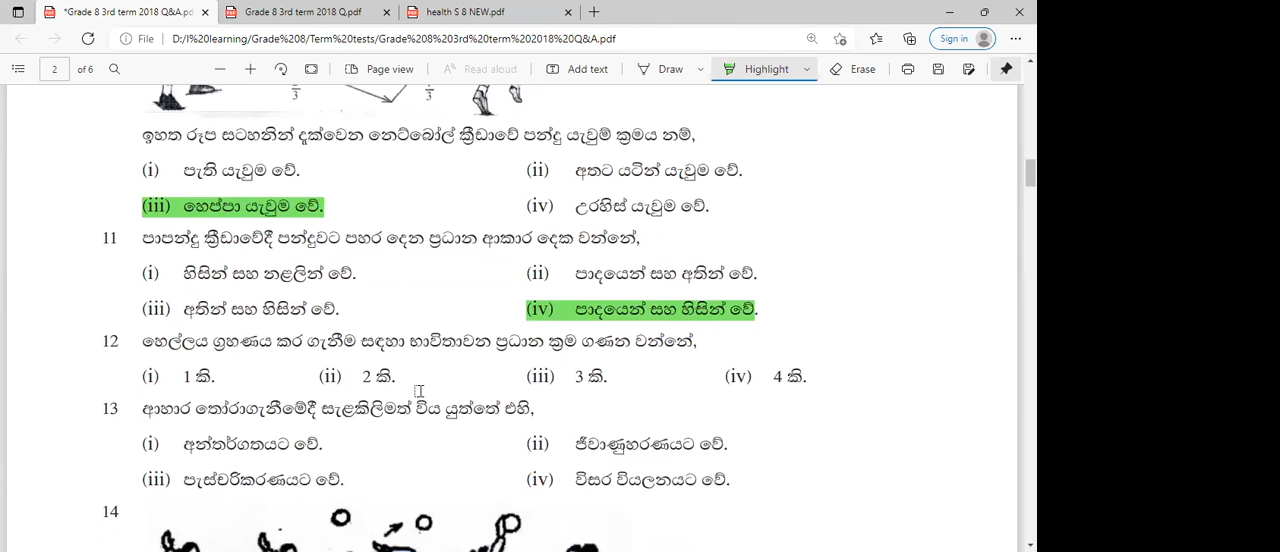 *Grade 8 3rd term 2018 Q&A.pd
Grade 8 3rd term 2018 Q.pdf
health S 8 NEW.pdf
File D:/I%20learning/Grade%208/Term%20tests/Grade%208%203rd%20term%202018%20Q&A.pdf
Sign in
2 of 6
Page view
Read aloud
Add text
Draw
Highlight
Erase
1/3
ඉහත රූප සටහනින් දැක්වෙන නෙට්බෝල් ක්‍රීඩාවේ පන්දු යැවුම් ක්‍රමය නම්,
(i) පැති යැවුම වේ. (ii) අතට යටින් යැවුම වේ.
(iii) හෙප්පා යැවුම වේ. (iv) උරහිස් යැවුම වේ.
11 පාපන්දු ක්‍රීඩාවේදී පන්දුවට පහර දෙන ප්‍රධාන ආකාර දෙක වන්නේ,
(i) හිසින් සහ නළලින් වේ. (ii) පාදයෙන් සහ අතින් වේ.
(iii) අතින් සහ හිසින් වේ. (iv) පාදයෙන් සහ හිසින් වේ.
12 හෙල්ලය ග්‍රහණය කර ගැනීම සඳහා භාවිතාවන ප්‍රධාන ක්‍රම ගණන වන්නේ,
(i) 1 කි. (ii) 2 කි. (iii) 3 කි. (iv) 4 කි.
13 ආහාර තෝරාගැනීමේදී සැළකිලිමත් විය යුත්තේ එහි,
(i) අන්තර්ගතයට වේ. (ii) ජීවාණුහරණයට වේ.
(iii) පැස්චරිකරණයට වේ. (iv) විසර වියලනයට වේ.
14